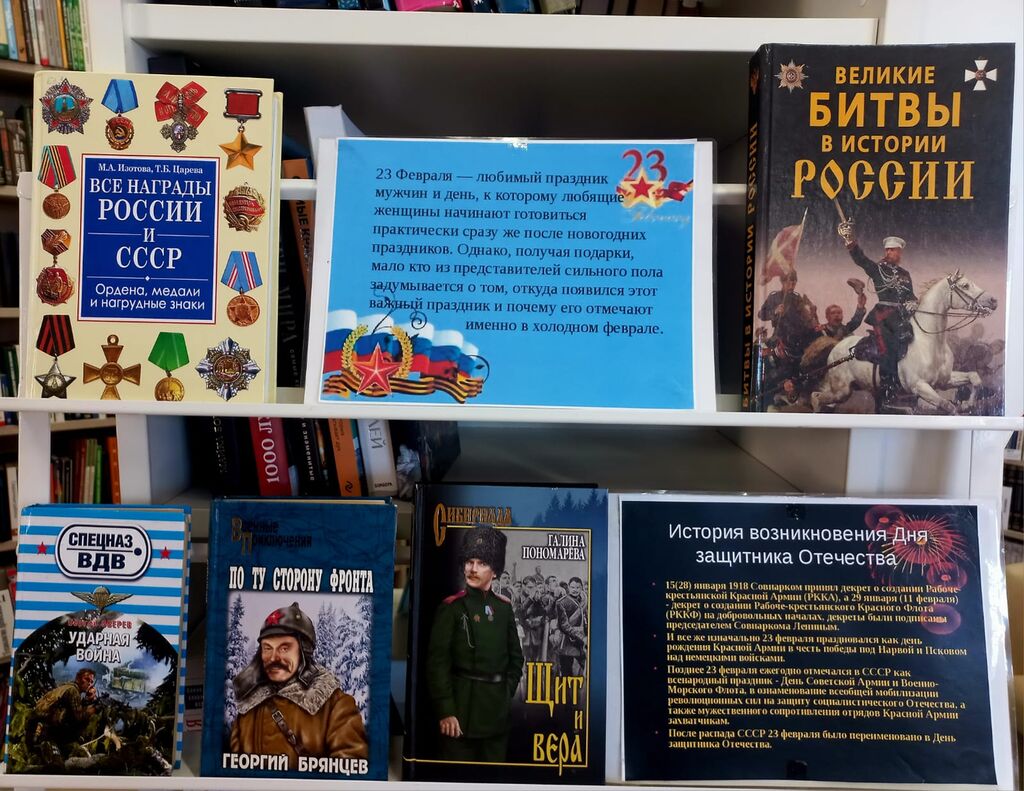 М.А. Изотова, Т.Б. Царева
ВСЕ НАГРАДЫ
РОССИИ
И
СССР
Ордена, медали
и нагрудные знаки
23 Февраля — любимый праздник
мужчин и день, к которому любящие
женщины начинают готовиться
практически сразу же после новогодних
праздников. Однако, получая подарки,
мало кто из представителей сильного пола
задумывается о том, откуда появился этот
важный праздник и почему его отмечают
именно в холодном феврале.
23
БИТВЫ В ИСТОРИИ РОССИИ
ВЕЛИКИЕ
БИТВЫ
В ИСТОРИИ
РОССИИ
1000
СПЕЦНАЗ
ВДВ
УДАРНАЯ
ВОЙНА
Военные
Приключения
ПО ТУ СТОРОНУ ФРОНТА
ГЕОРГИЙ БРЯНЦЕВ
Сибириада
ГАЛИНА
ПОНОМАРЕВА
Щит
и
вера
История возникновения Дня
защитника Отечества
15(28) января 1918 Совнарком принял декрет о создании Рабоче-
крестьянской Красной Армии (РККА), а 29 января (11 февраля)
- декрет о создании Рабоче-крестьянского Красного Флота
(РККФ) на добровольных началах, декреты были подписаны
председателем Совнаркома Лениным.
И все же изначально 23 февраля праздновался как день
рождения Красной Армии в честь победы под Нарвой и Псковом
над немецкими войсками.
Позднее 23 февраля ежегодно отмечался в СССР как
всенародный праздник - День Советской Армии и Военно-
Морского Флота, в ознаменование всеобщей мобилизации
революционных сил на защиту социалистического Отечества, а
также мужественного сопротивления отрядов Красной Армии
захватчикам.
После распада СССР 23 февраля было переименовано в День
защитника Отечества.